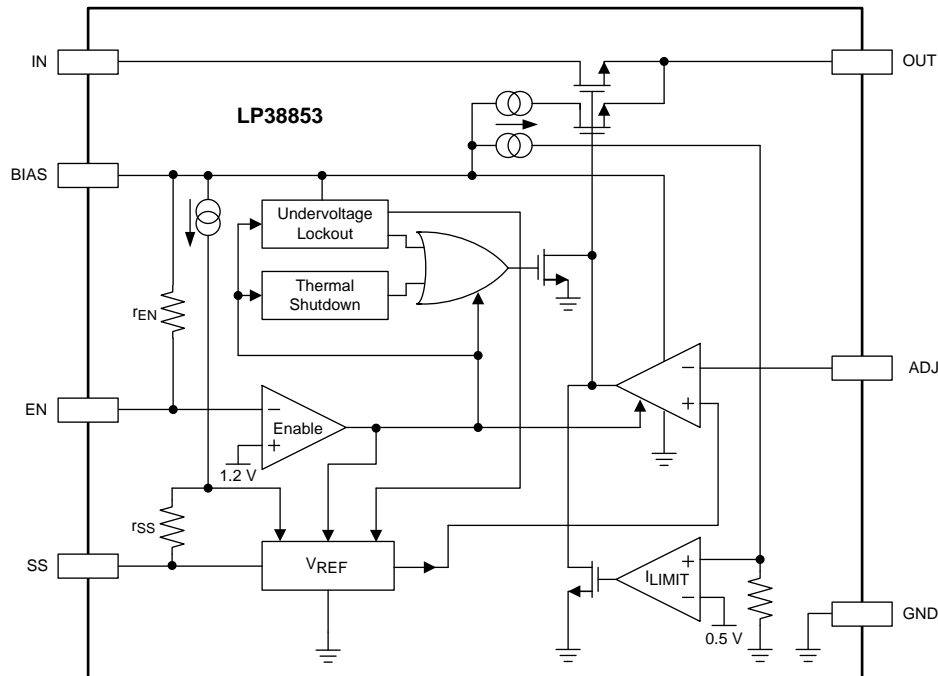 IN
OUT
LP38853
BIAS
Undervoltage
Lockout
Thermal
Shutdown
rEN
ADJ
−
+
EN
−
Enable
+
1.2 V
rSS
SS
VREF
+
ILIMIT
−
0.5 V
GND